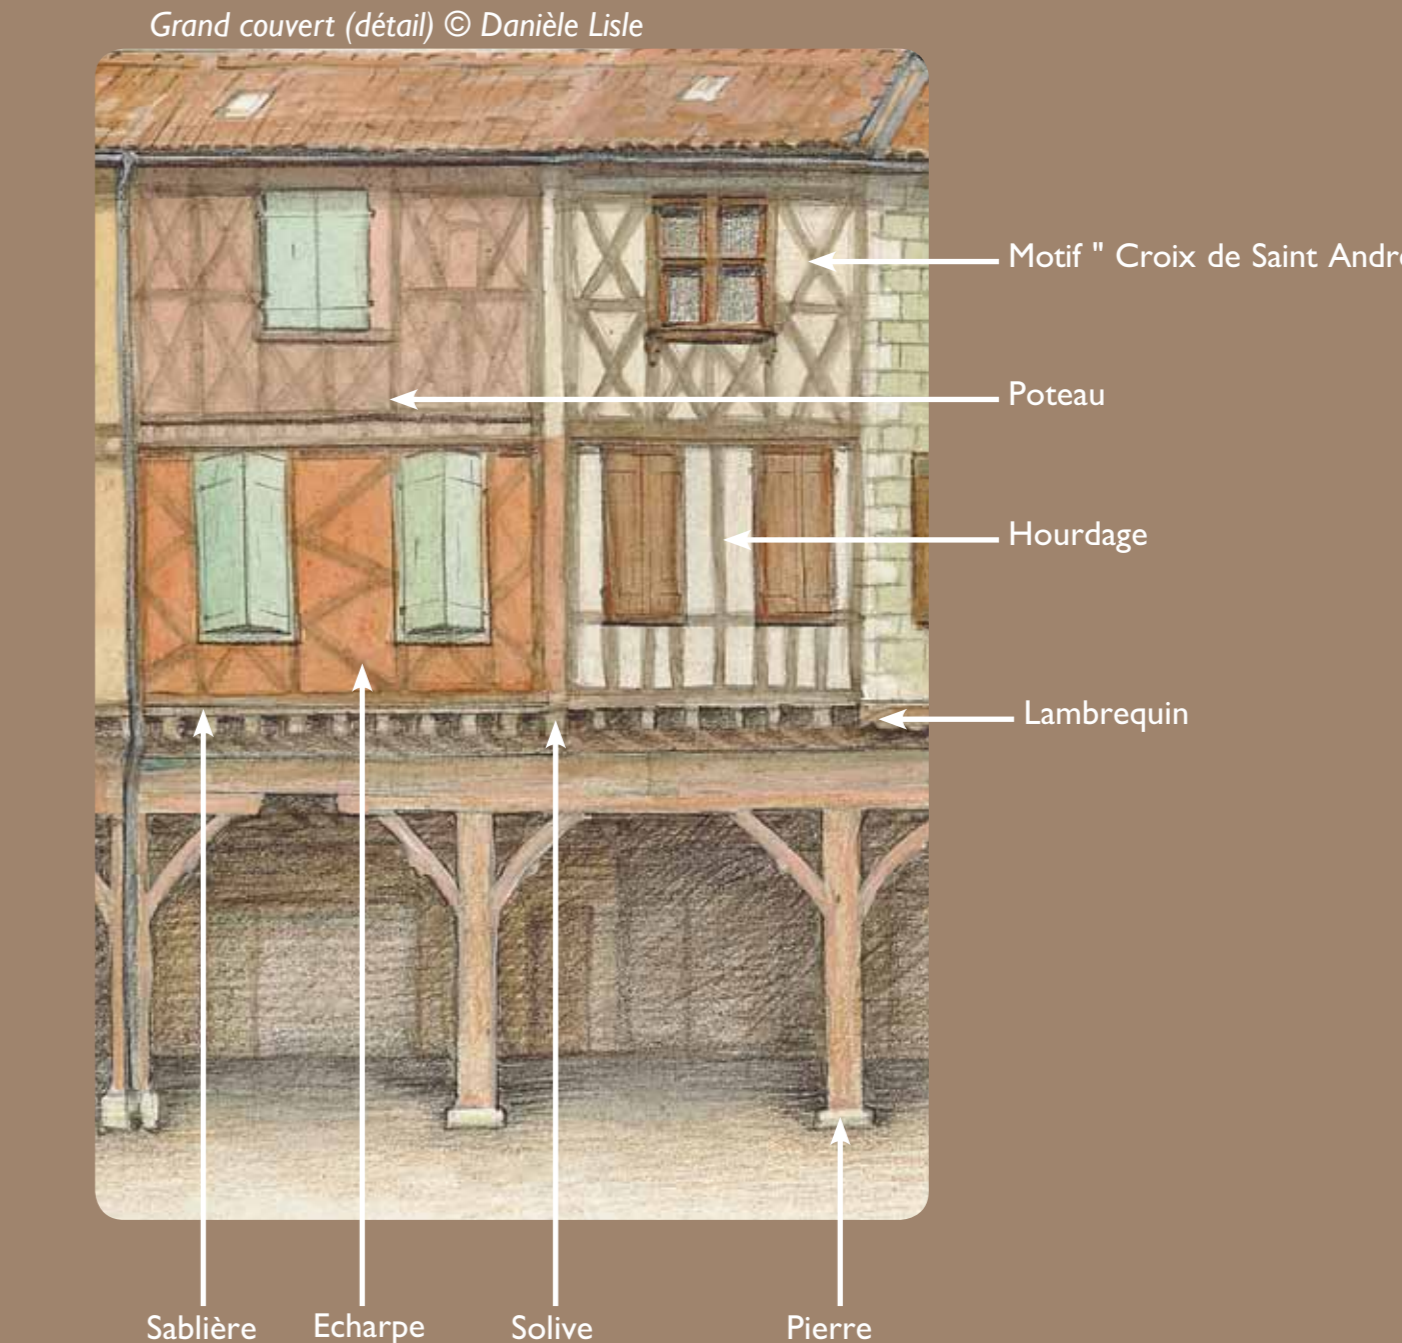 Grand couvert (détail) © Danièle Lisle
Motif " Croix de Saint Andr
Poteau
Hourdage
Lambrequin
Sablière Echarpe Solive Pierre